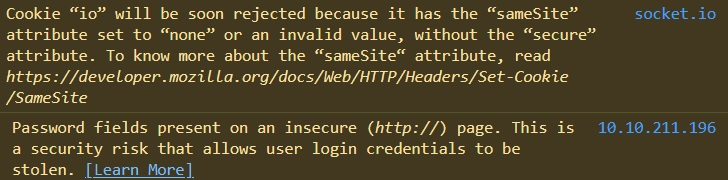 Cookie “io” will be soon rejected because it has the “sameSite” socket.io
attribute set to “none” or an invalid value, without the “secure”
attribute. To know more about the “sameSite“ attribute, read
https://developer.mozilla.org/docs/Web/HTTP/Headers/Set-Cookie
/SameSite
Password fields present on an insecure (http://) page. This is 10.10.211.196
a security risk that allows user login credentials to be
stolen. [Learn More]